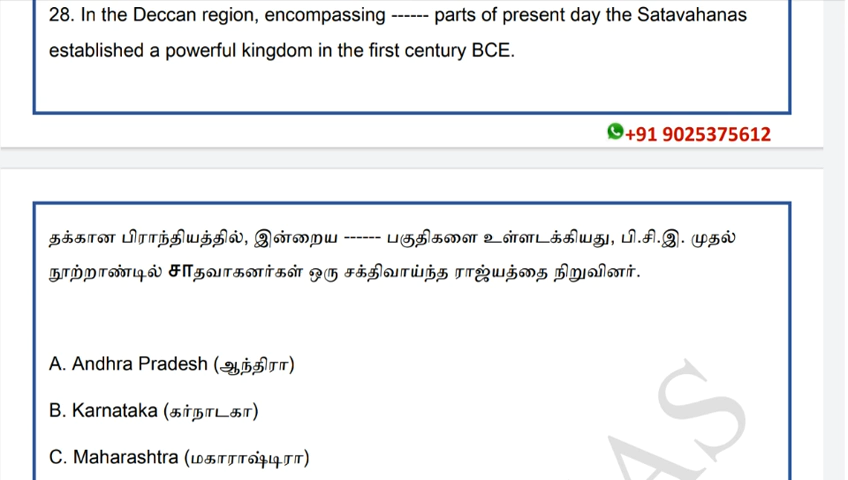 28. In the Deccan region, encompassing ------ parts of present day the Satavahanas
established a powerful kingdom in the first century BCE.
+91 9025375612
தக்கான பிராந்தியத்தில், இன்றைய ------ பகுதிகளை உள்ளடக்கியது, பி.சி.இ. முதல்
நூற்றாண்டில் சாதவாகனர்கள் ஒரு சக்திவாய்ந்த ராஜ்யத்தை நிறுவினர்.
A. Andhra Pradesh (ஆந்திரா)
B. Karnataka (கர்நாடகா)
C. Maharashtra (மகாராஷ்டிரா)
AS